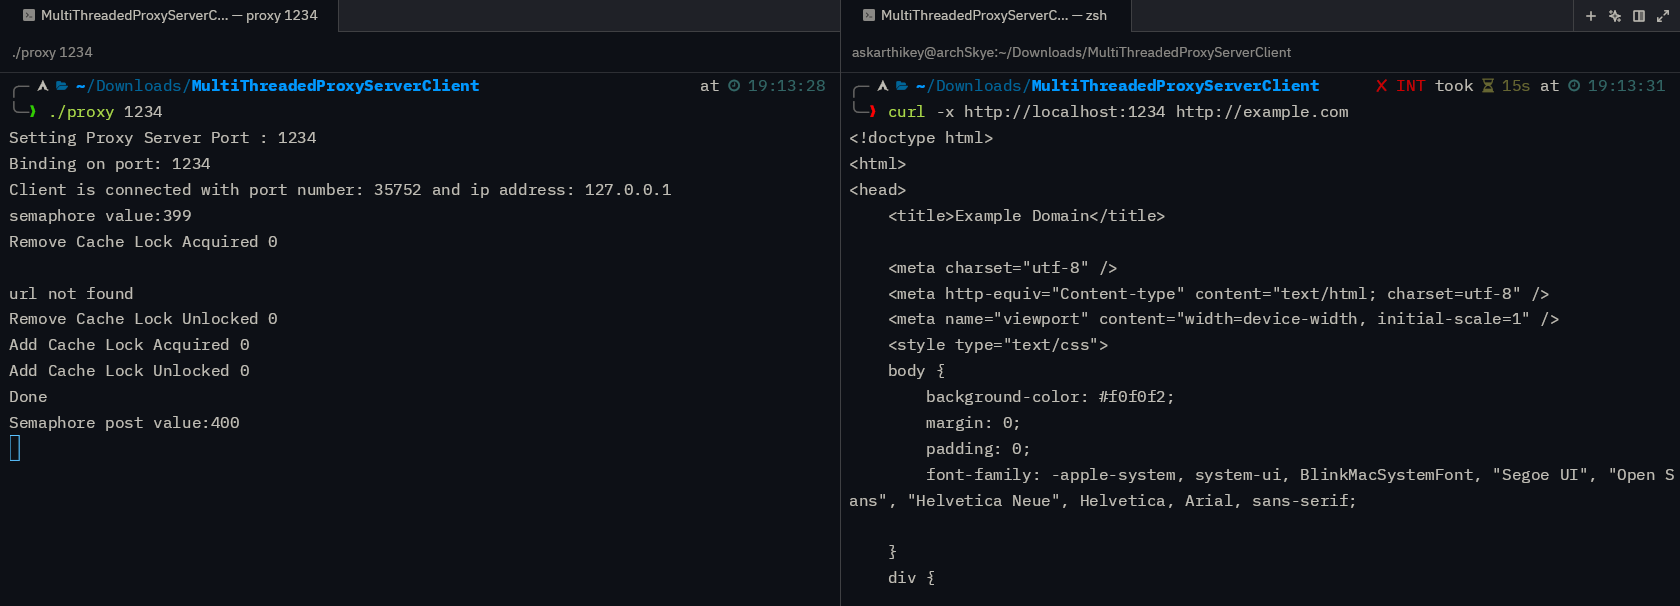 MultiThreadedProxyServerC... — proxy 1234
./proxy 1234
~/Downloads/MultiThreadedProxyServerClient at 19:13:28
./proxy 1234
Setting Proxy Server Port : 1234
Binding on port: 1234
Client is connected with port number: 35752 and ip address: 127.0.0.1
semaphore value:399
Remove Cache Lock Acquired 0
url not found
Remove Cache Lock Unlocked 0
Add Cache Lock Acquired 0
Add Cache Lock Unlocked 0
Done
Semaphore post value:400
MultiThreadedProxyServerC... — zsh
askarthikey@archSkye:~/Downloads/MultiThreadedProxyServerClient
~/Downloads/MultiThreadedProxyServerClient X INT took 15s at 19:13:31
curl -x http://localhost:1234 http://example.com
<!doctype html>
<html>
<head>
    <title>Example Domain</title>
    <meta charset="utf-8" />
    <meta http-equiv="Content-type" content="text/html; charset=utf-8" />
    <meta name="viewport" content="width=device-width, initial-scale=1" />
    <style type="text/css">
    body {
        background-color: #f0f0f2;
        margin: 0;
        padding: 0;
        font-family: -apple-system, system-ui, BlinkMacSystemFont, "Segoe UI", "Open S
ans", "Helvetica Neue", Helvetica, Arial, sans-serif;
    }
    div {